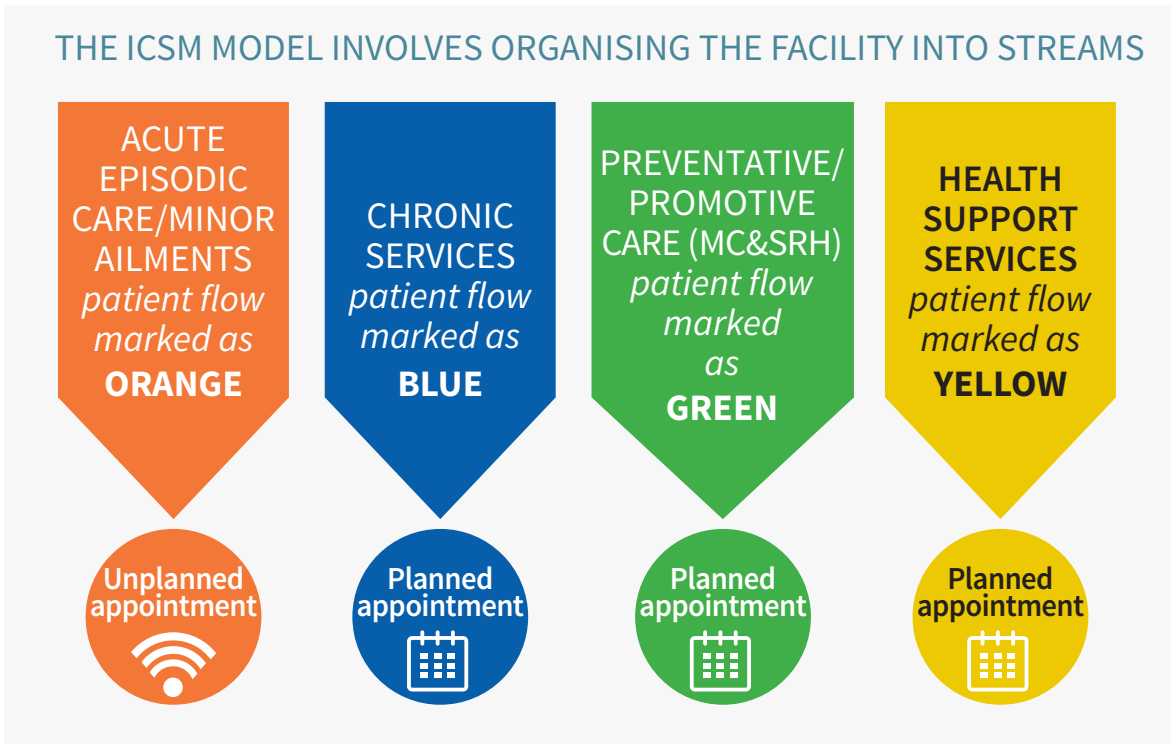 THE ICSM MODEL INVOLVES ORGANISING THE FACILITY INTO STREAMS
ACUTE
EPISODIC
CARE/MINOR
AILMENTS
patient flow
marked as
ORANGE
CHRONIC
SERVICES
patient flow
marked as
BLUE
PREVENTATIVE/
PROMOTIVE
CARE (MC&SRH)
patient flow
marked
as
GREEN
HEALTH
SUPPORT
SERVICES
patient flow
marked as
YELLOW
Unplanned
appointment
Planned
appointment
Planned
appointment
Planned
appointment